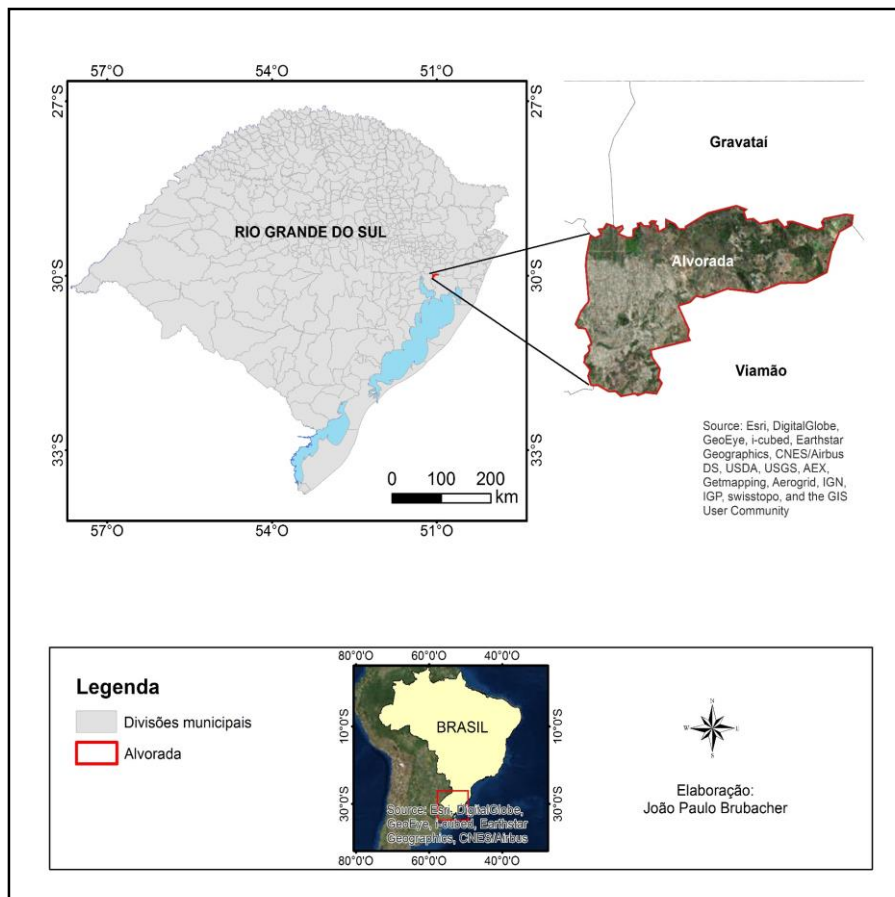 57°O 54°O 51°O
27°S
27°S
Gravataí
RIO GRANDE DO SUL
Alvorada
30°S
30°S
Viamão
Source: Esri, DigitalGlobe,
GeoEye, i-cubed, Earthstar
Geographics, CNES/Airbus
DS, USDA, USGS, AEX,
Getmapping, Aerogrid, IGN,
IGP, swisstopo, and the GIS
User Community
33°S
33°S
0 100 200
km
57°O 54°O 51°O
80°0'O 60°0'O 40°0'O
Legenda
Divisões municipais
Alvorada
BRASIL
10°0'S
10°0'S
30°0'S
30°0'S
Source: Esri, DigitalGlobe,
GeoEye, i-cubed, Earthstar
Geographics, CNES/Airbus
80°0'O 60°0'O 40°0'O
N
W E
S
Elaboração:
João Paulo Brubacher